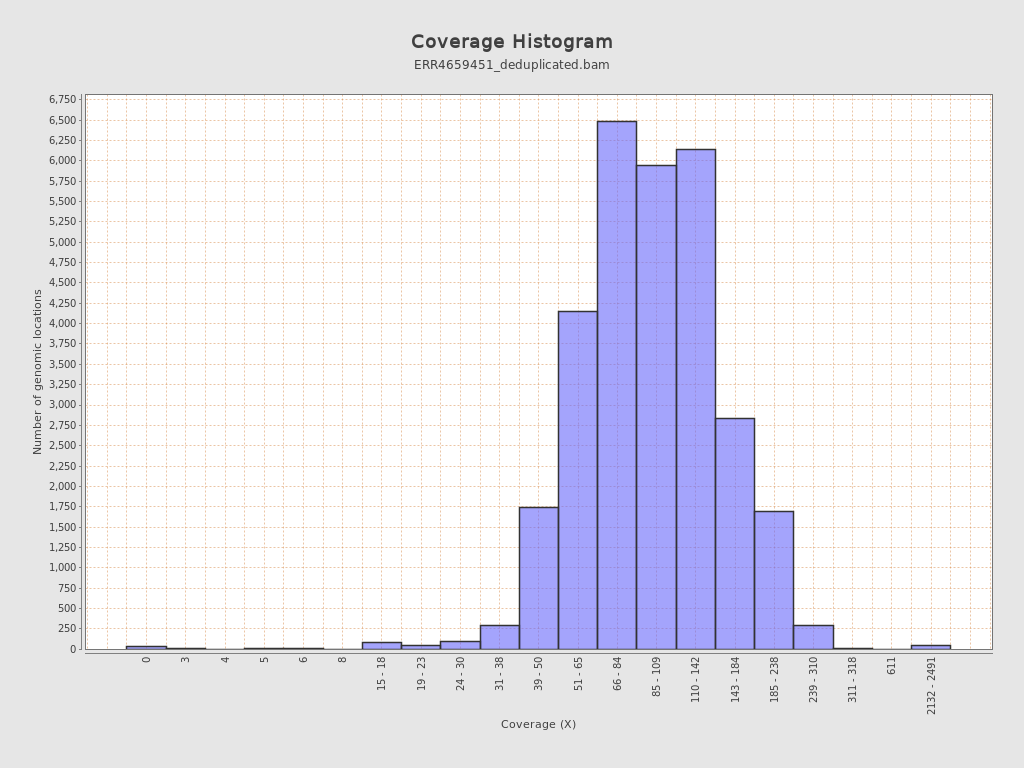 Coverage Histogram
ERR4659451_deduplicated.bam
Number of genomic locations
6,750
6,500
6,250
6,000
5,750
5,500
5,250
5,000
4,750
4,500
4,250
4,000
3,750
3,500
3,250
3,000
2,750
2,500
2,250
2,000
1,750
1,500
1,250
1,000
750
500
250
0
0
3
4
5
6
8
15 - 18
19 - 23
24 - 30
31 - 38
39 - 50
51 - 65
66 - 84
85 - 109
110 - 142
143 - 184
185 - 238
239 - 310
311 - 318
611
2132 - 2491
Coverage (X)